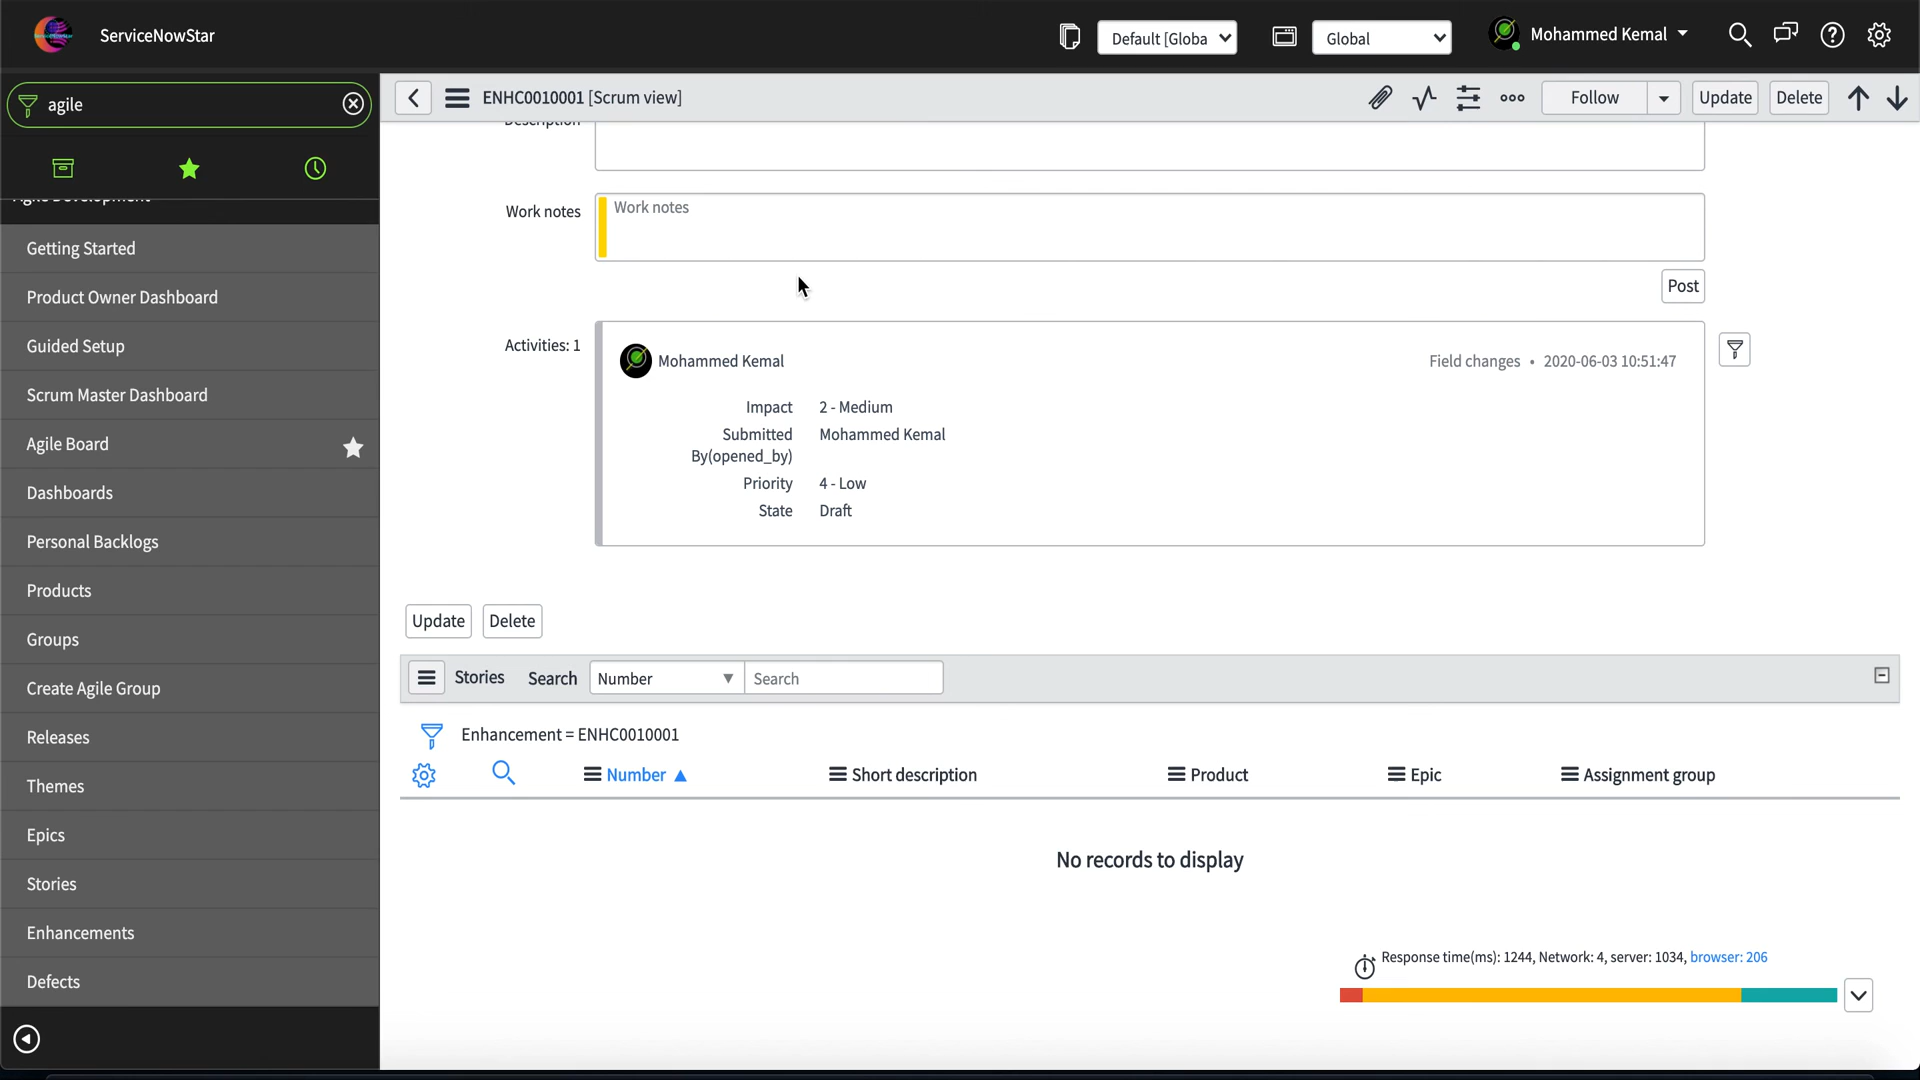 ServiceNowStar
Default [Globa
Global
Mohammed Kemal
agile
Agile Development
Getting Started
Product Owner Dashboard
Guided Setup
Scrum Master Dashboard
Agile Board
Dashboards
Personal Backlogs
Products
Groups
Create Agile Group
Releases
Themes
Epics
Stories
Enhancements
Defects
ENHC0010001 [Scrum view]
Follow
Update
Delete
Description
Work notes
Work notes
Post
Activities: 1
Mohammed Kemal
Field changes • 2020-06-03 10:51:47
Impact 2 - Medium
Submitted Mohammed Kemal
By(opened_by)
Priority 4 - Low
State Draft
Update Delete
Stories Search Number Search
Enhancement = ENHC0010001
Number Short description Product Epic Assignment group
No records to display
Response time(ms): 1244, Network: 4, server: 1034, browser: 206